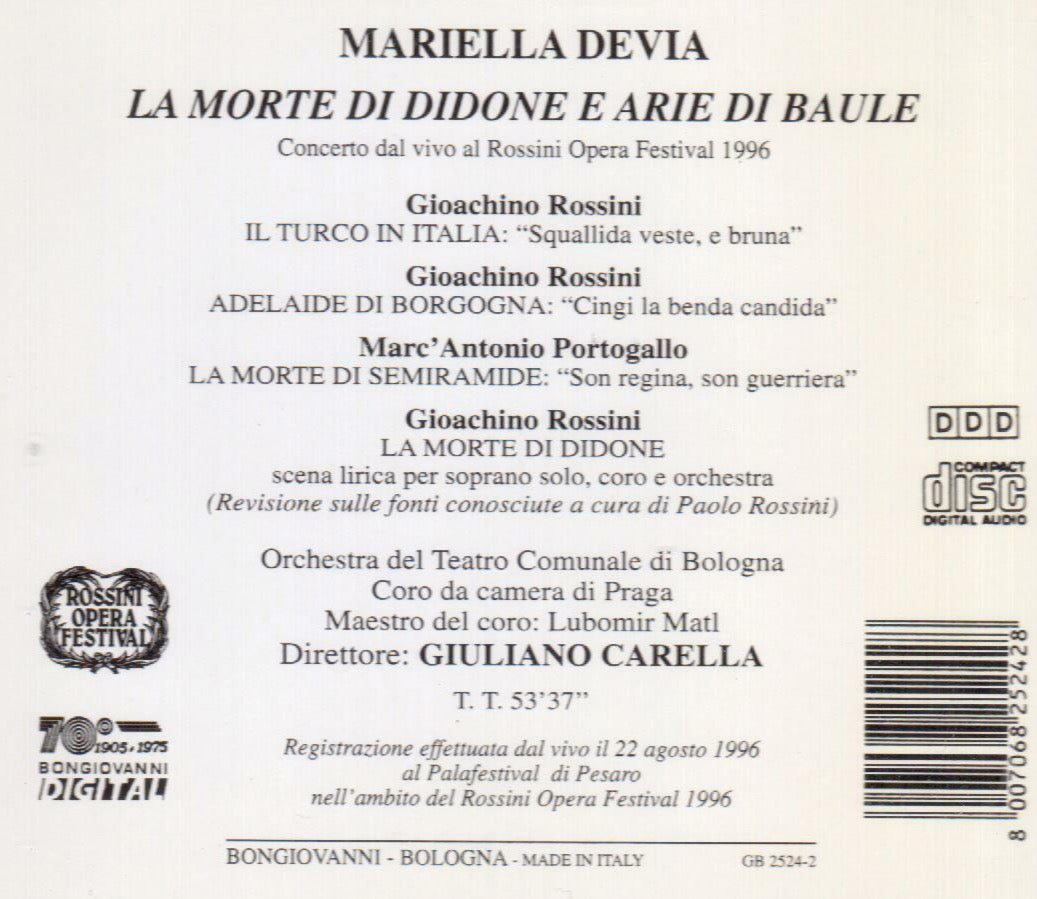 MARIELLA DEVIA
LA MORTE DI DIDONE E ARIE DI BAULE
Concerto dal vivo al Rossini Opera Festival 1996
Gioachino Rossini
IL TURCO IN ITALIA: “Squallida veste, e bruna”
Gioachino Rossini
ADELAIDE DI BORGOGNA: “Cingi la benda candida”
Marc’Antonio Portogallo
LA MORTE DI SEMIRAMIDE: “Son regina, son guerriera”
Gioachino Rossini
LA MORTE DI DIDONE
scena lirica per soprano solo, coro e orchestra
(Revisione sulle fonti conosciute a cura di Paolo Rossini)
DDD
COMPACT
disc
DIGITAL AUDIO
Orchestra del Teatro Comunale di Bologna
Coro da camera di Praga
Maestro del coro: Lubomir Matl
Direttore: GIULIANO CARELLA
T. T. 53’37”
ROSSINI
OPERA
FESTIVAL
70°
1905-1975
BONGIOVANNI
DIGITAL
Registrazione effettuata dal vivo il 22 agosto 1996
al Palafestival di Pesaro
nell’ambito del Rossini Opera Festival 1996
8 007068 252428
BONGIOVANNI - BOLOGNA - MADE IN ITALY
GB 2524-2